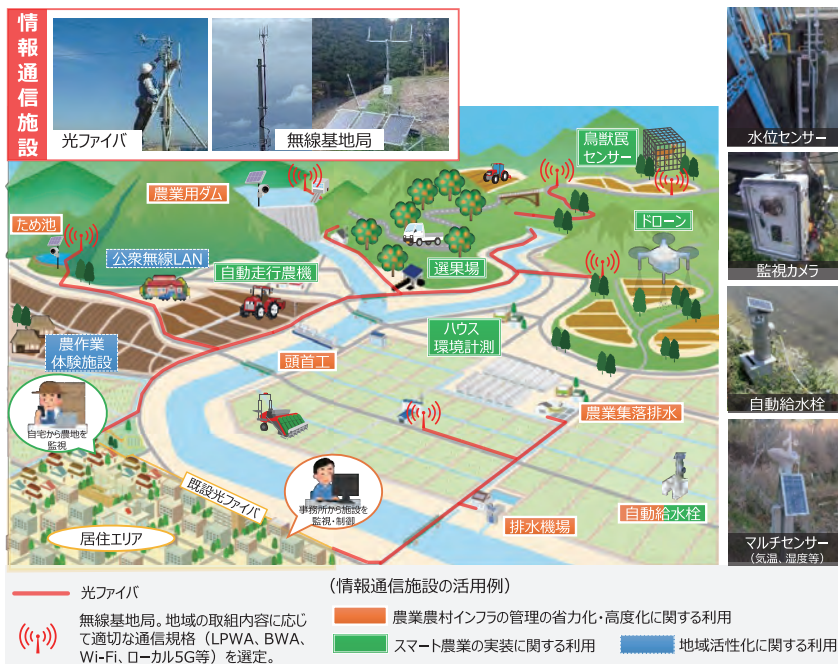 情報通信施設
光ファイバ
無線基地局
水位センサー
監視カメラ
自動給水栓
マルチセンサー
(気温、湿度等)
鳥獣罠
センサー
農業用ダム
ドローン
ため池
公衆無線LAN
自動走行農機
選果場
農作業
体験施設
頭首工
ハウス
環境計測
農業集落排水
自宅から農地を
監視
既設光ファイバ
事務所から施設を
監視・制御
排水機場
自動給水栓
居住エリア
光ファイバ
無線基地局。地域の取組内容に応じ
て適切な通信規格(LPWA、BWA、
Wi-Fi、ローカル5G等)を選定。
(情報通信施設の活用例)
農業農村インフラの管理の省力化・高度化に関する利用
スマート農業の実装に関する利用
地域活性化に関する利用